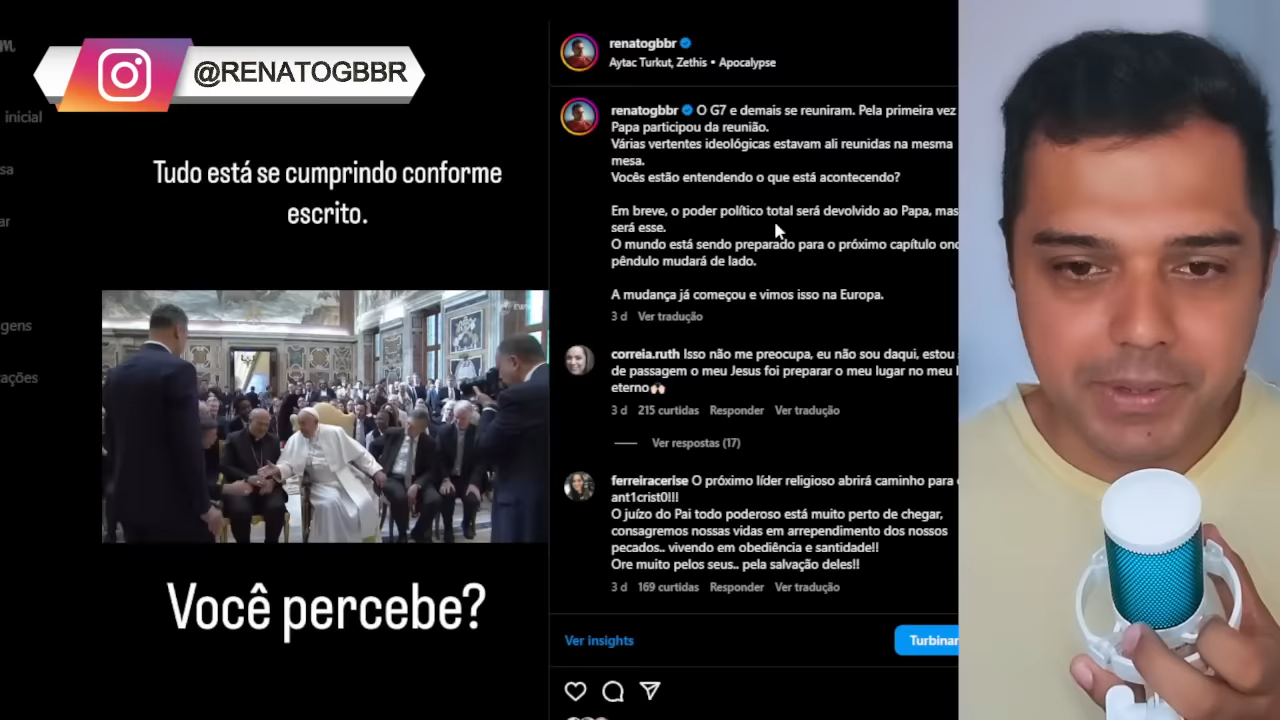 @RENATOGBBR
inicial
gens
Tudo está se cumprindo conforme
escrito.
Você percebe?
renatogbbr
Aytac Turkut, Zethis • Apocalypse
renatogbbr O G7 e demais se reuniram. Pela primeira vez
Papa participou da reunião.
Várias vertentes ideológicas estavam ali reunidas na mesma
mesa.
Vocês estão entendendo o que está acontecendo?
Em breve, o poder político total será devolvido ao Papa, mas
será esse.
O mundo está sendo preparado para o próximo capítulo
pêndulo mudará de lado.
A mudança já começou e vimos isso na Europa.
3 d Ver tradução
correia.ruth Isso não me preocupa, eu não sou daqui, estou
de passagem o meu Jesus foi preparar o meu lugar no meu
eterno🙌🏻
3 d 215 curtidas Responder Ver tradução
Ver respostas (17)
ferreiracerise O próximo líder religioso abrirá caminho para
ant1crist0!!!
O juízo do Pai todo poderoso está muito perto de chegar,
consagremos nossas vidas em arrependimento dos nossos
pecados.. vivendo em obediência e santidade!!
Ore muito pelos seus.. pela salvação deles!!
3 d 169 curtidas Responder Ver tradução
Ver insights
Turbinar